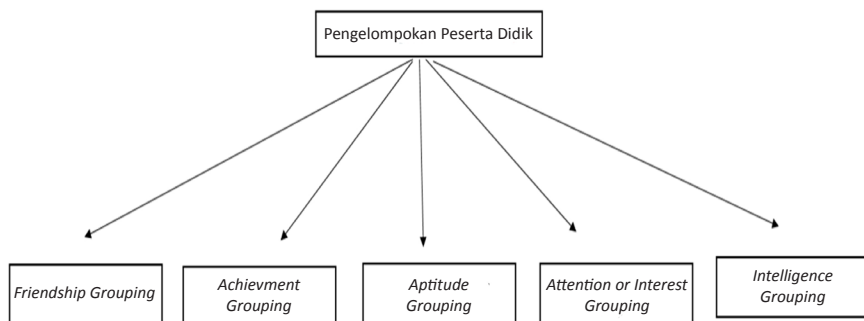 Pengelompokan Peserta Didik
Friendship Grouping
Achievment
Grouping
Aptitude
Grouping
Attention or Interest
Grouping
Intelligence
Grouping